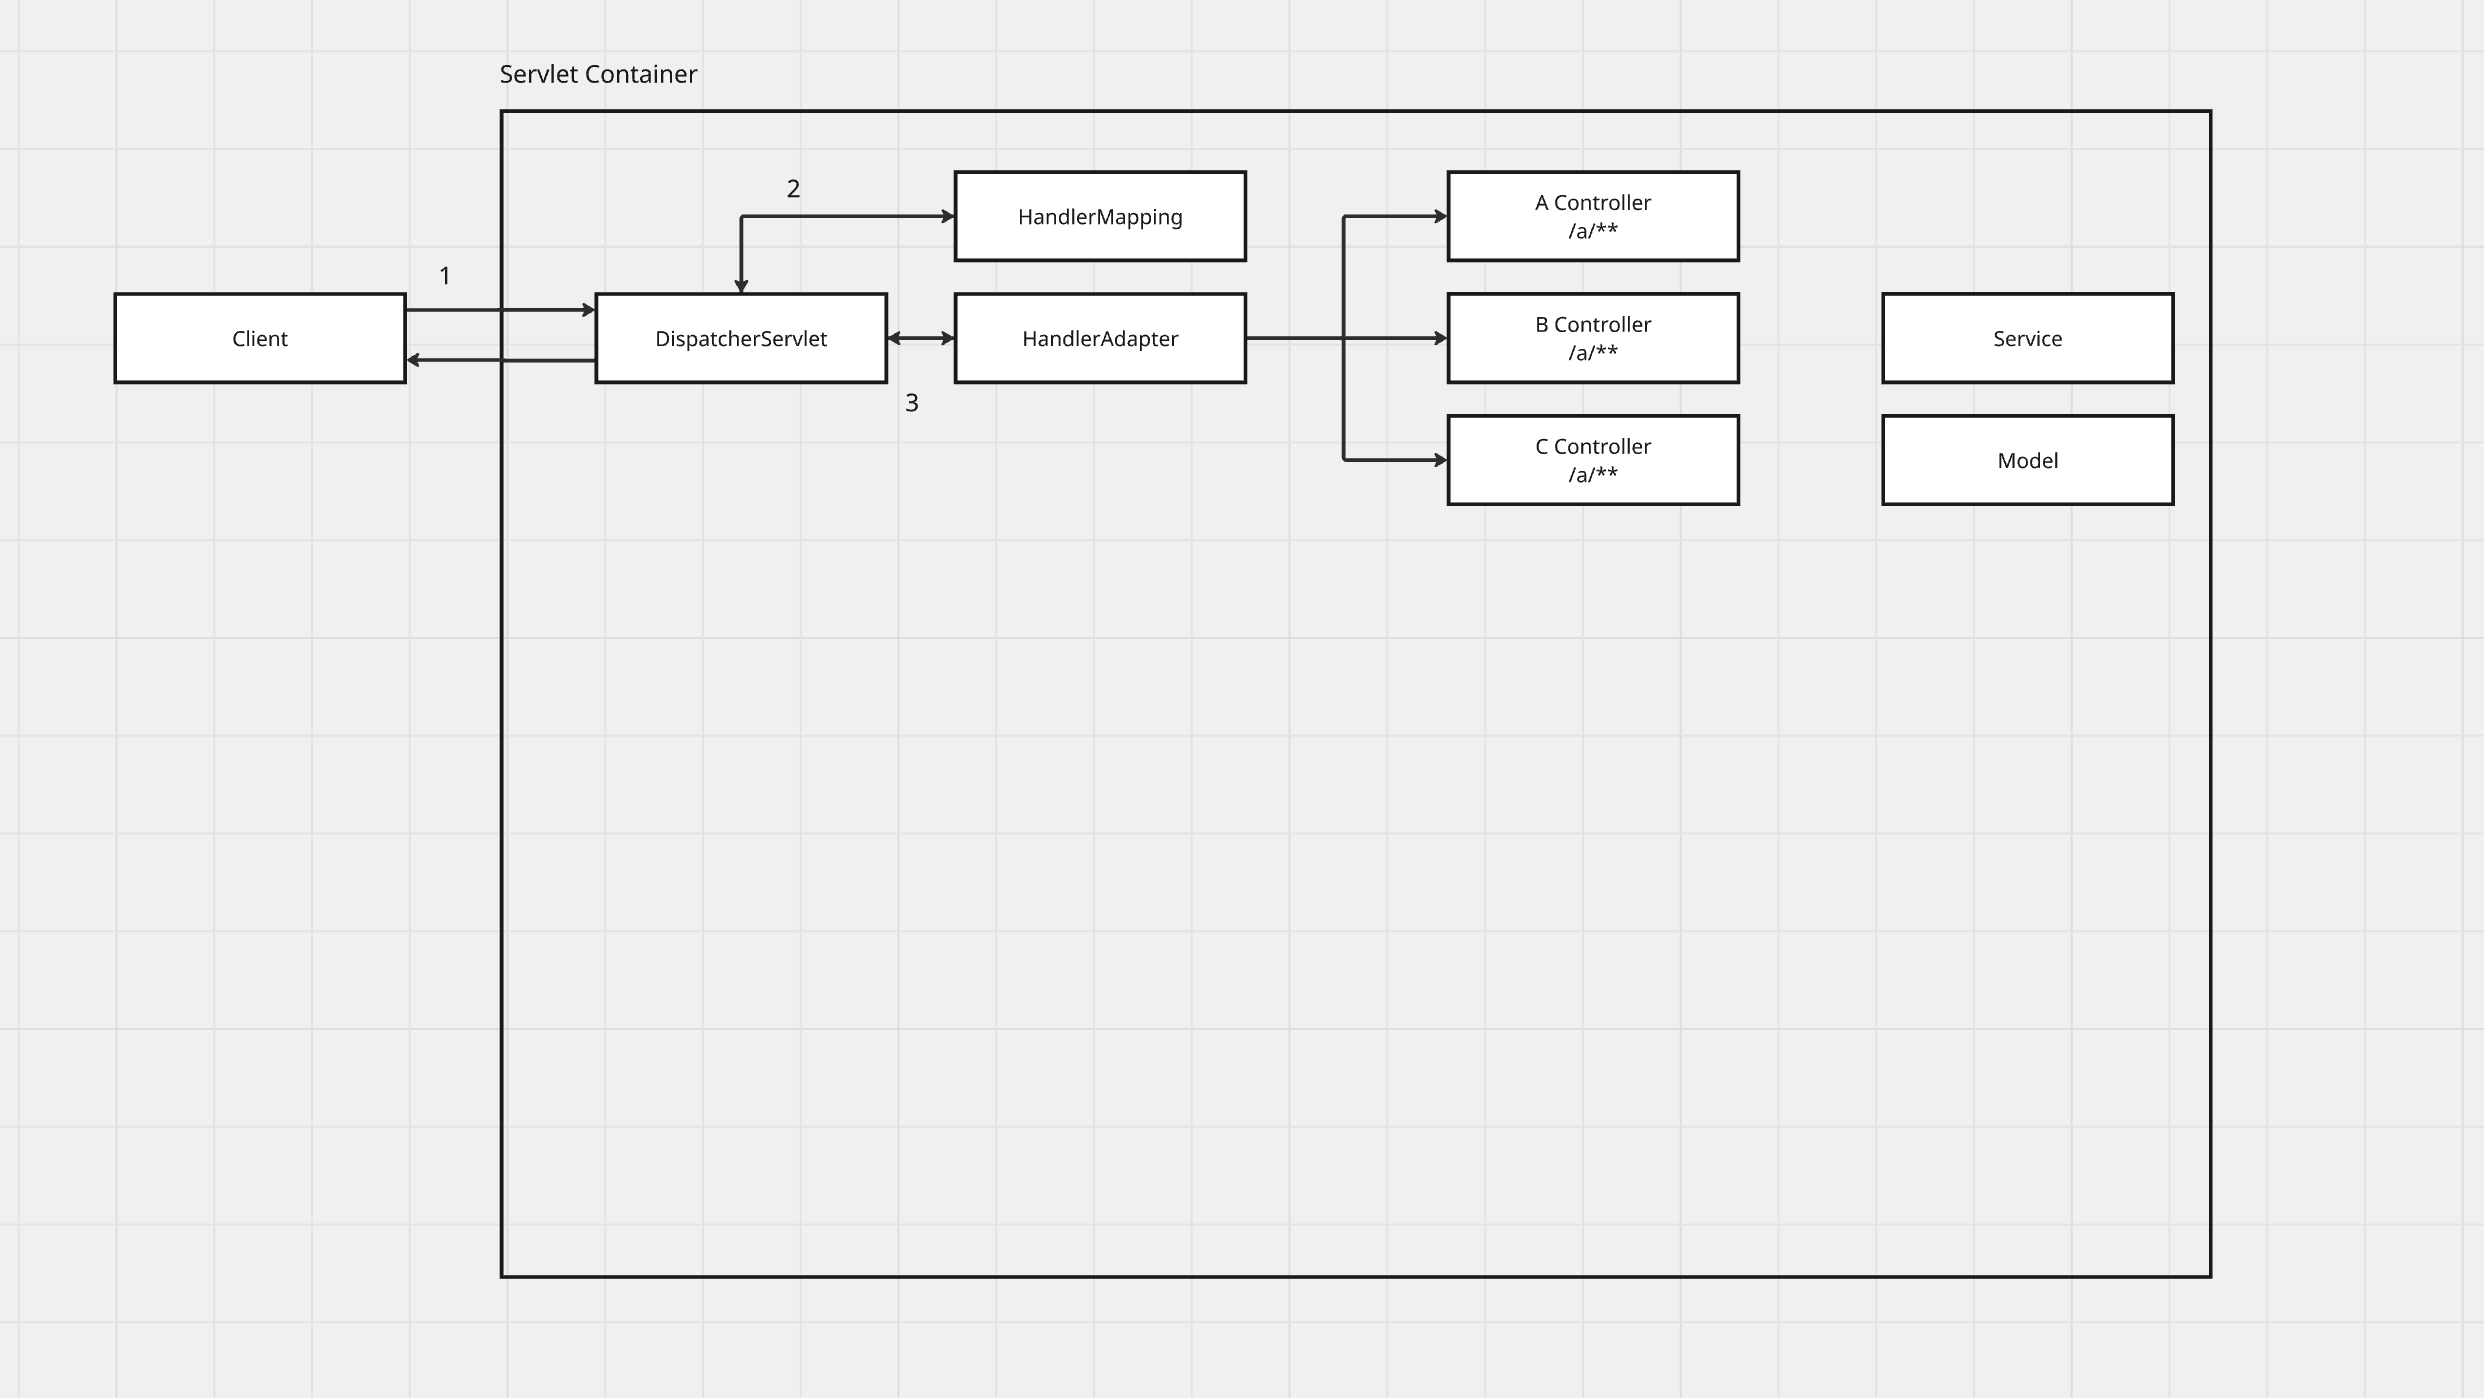 Servlet Container
2
HandlerMapping
A Controller
/a/**
1
Client
DispatcherServlet
HandlerAdapter
B Controller
/a/**
Service
3
C Controller
/a/**
Model